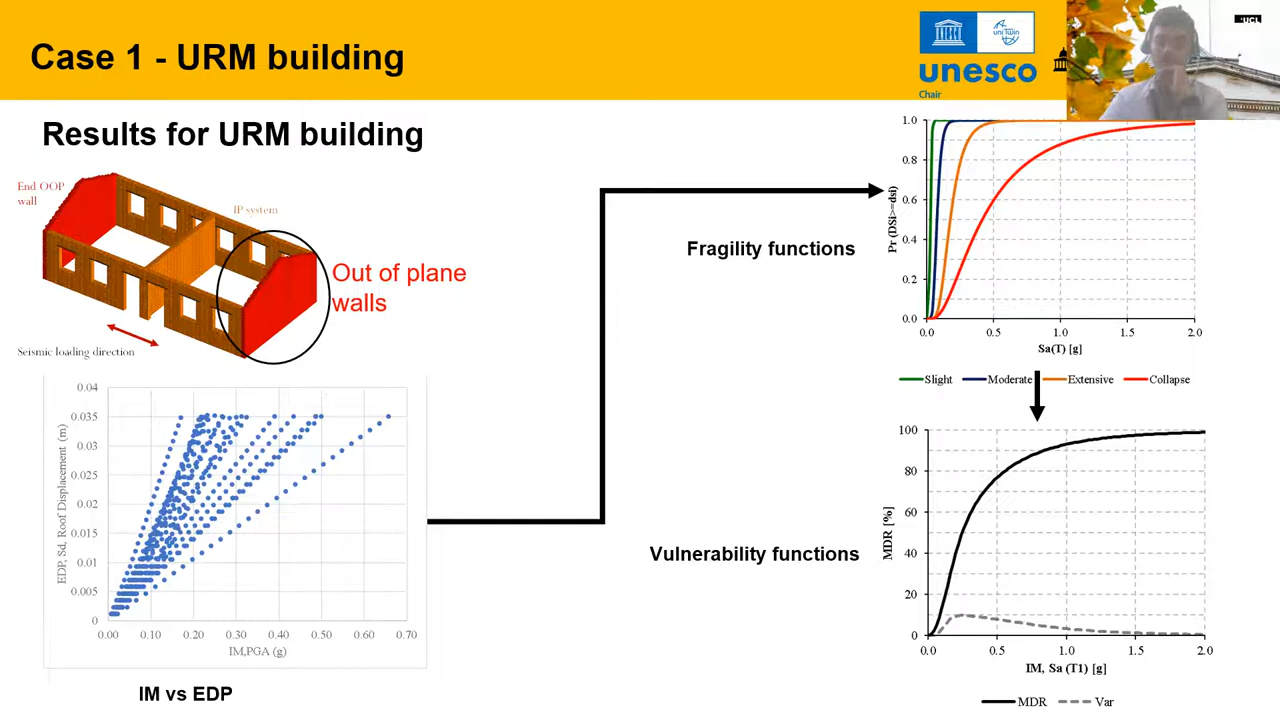 Case 1 - URM building
uniTwin
unesco
Chair
UCL
Results for URM building
End OOP
wall
IP system
Out of plane
walls
Seismic loading direction
0.04
0.035
0.03
0.025
0.02
0.015
0.01
0.005
0
EDP, Sd, Roof Displacement (m)
0.00 0.10 0.20 0.30 0.40 0.50 0.60 0.70
IM,PGA (g)
IM vs EDP
Fragility functions
Vulnerability functions
1.0
0.8
0.6
0.4
0.2
0.0
Pr (DSi>=dsi)
0.0 0.5 1.0 1.5 2.0
Sa(T) [g]
Slight Moderate Extensive Collapse
100
80
60
40
20
0
MDR [%]
0.0 0.5 1.0 1.5 2.0
IM, Sa (T1) [g]
MDR Var